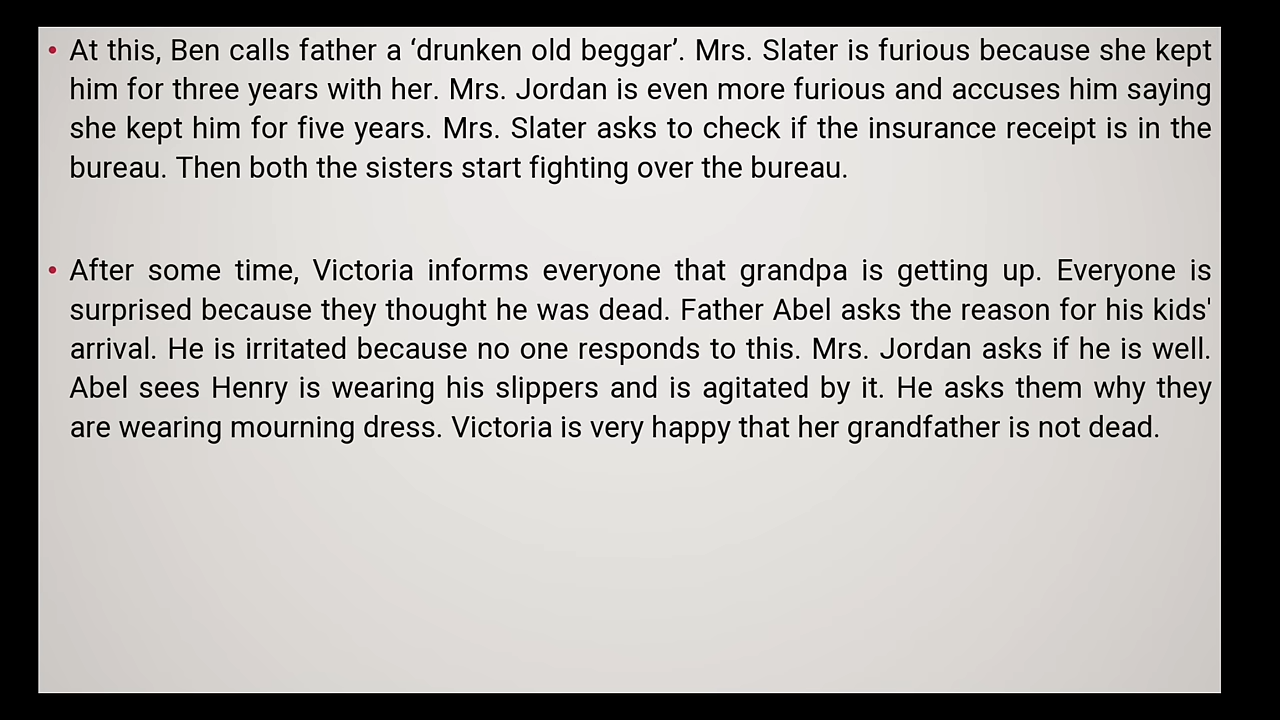 • At this, Ben calls father a ‘drunken old beggar’. Mrs. Slater is furious because she kept
him for three years with her. Mrs. Jordan is even more furious and accuses him saying
she kept him for five years. Mrs. Slater asks to check if the insurance receipt is in the
bureau. Then both the sisters start fighting over the bureau.
• After some time, Victoria informs everyone that grandpa is getting up. Everyone is
surprised because they thought he was dead. Father Abel asks the reason for his kids'
arrival. He is irritated because no one responds to this. Mrs. Jordan asks if he is well.
Abel sees Henry is wearing his slippers and is agitated by it. He asks them why they
are wearing mourning dress. Victoria is very happy that her grandfather is not dead.